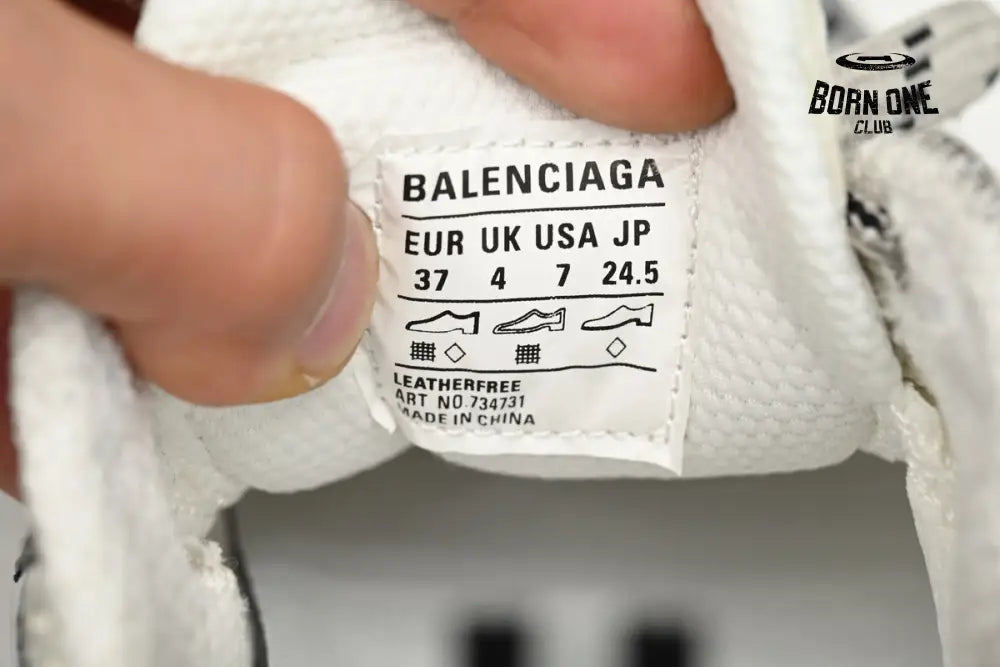 BORN ONE
CLUB
BALENCIAGA
EUR UK USA JP
37 4 7 24.5
LEATHERFREE
ART NO.734731
MADE IN CHINA